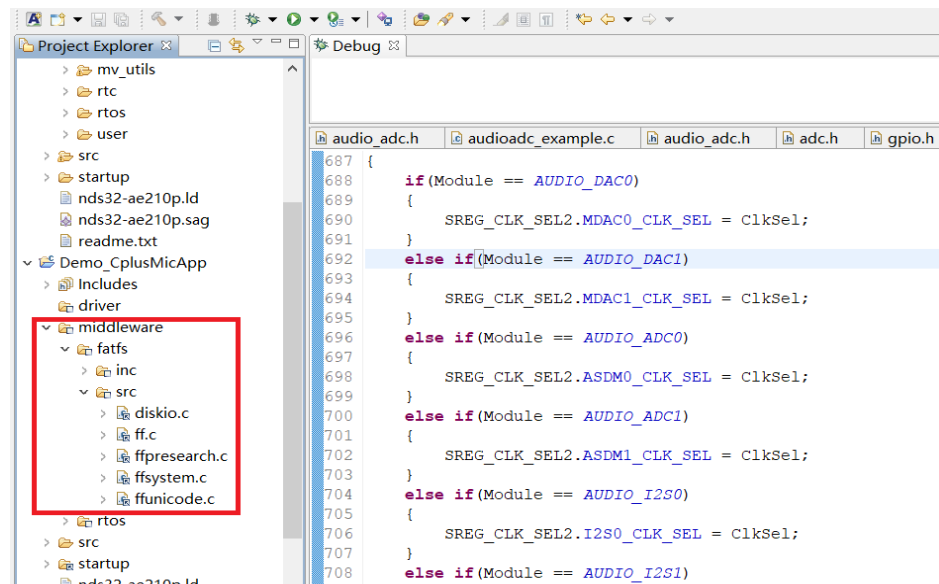 Project Explorer
mv_utils
rtc
rtos
user
src
startup
nds32-ae210p.ld
nds32-ae210p.sag
readme.txt
Demo_CplusMicApp
Includes
driver
middleware
fatfs
inc
src
diskio.c
ff.c
ffpresearch.c
ffsystem.c
ffunicode.c
rtos
src
startup
nds32-ae210p.ld
Debug
audio_adc.h audioadc_example.c audio_adc.h adc.h gpio.h
687 {
688 if(Module == AUDIO_DAC0)
689 {
690 SREG_CLK_SEL2.MDAC0_CLK_SEL = ClkSel;
691 }
692 else if(Module == AUDIO_DAC1)
693 {
694 SREG_CLK_SEL2.MDAC1_CLK_SEL = ClkSel;
695 }
696 else if(Module == AUDIO_ADC0)
697 {
698 SREG_CLK_SEL2.ASDM0_CLK_SEL = ClkSel;
699 }
700 else if(Module == AUDIO_ADC1)
701 {
702 SREG_CLK_SEL2.ASDM1_CLK_SEL = ClkSel;
703 }
704 else if(Module == AUDIO_I2S0)
705 {
706 SREG_CLK_SEL2.I2S0_CLK_SEL = ClkSel;
707 }
708 else if(Module == AUDIO_I2S1)